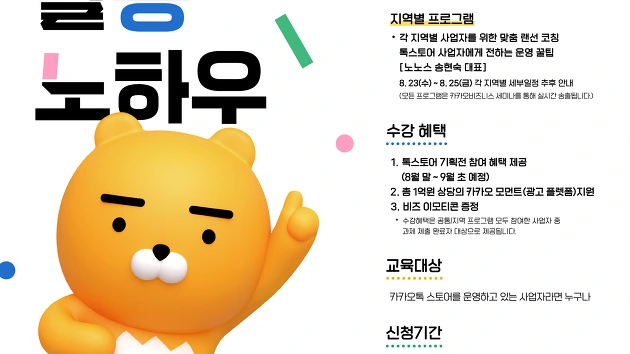 노하우
지역별 프로그램
• 각 지역별 사업자를 위한 맞춤 랜선 코칭
톡스토어 사업자에게 전하는 운영 꿀팁
[노노스 송현숙 대표]
8. 23(수) ~ 8. 25(금) 각 지역별 세부일정 추후 안내
(모든 프로그램은 카카오비즈니스 세미나를 통해 실시간 송출됩니다)
수강 혜택
1. 톡스토어 기획전 참여 혜택 제공
(8월 말 ~ 9월 초 예정)
2. 총 1억원 상당의 카카오 모먼트(광고 플랫폼)지원
3. 비즈 이모티콘 증정
* 수강혜택은 공통/지역 프로그램 모두 참여한 사업자 중
과제 제출 완료자 대상으로 제공됩니다.
교육대상
카카오톡 스토어를 운영하고 있는 사업자라면 누구나
신청기간